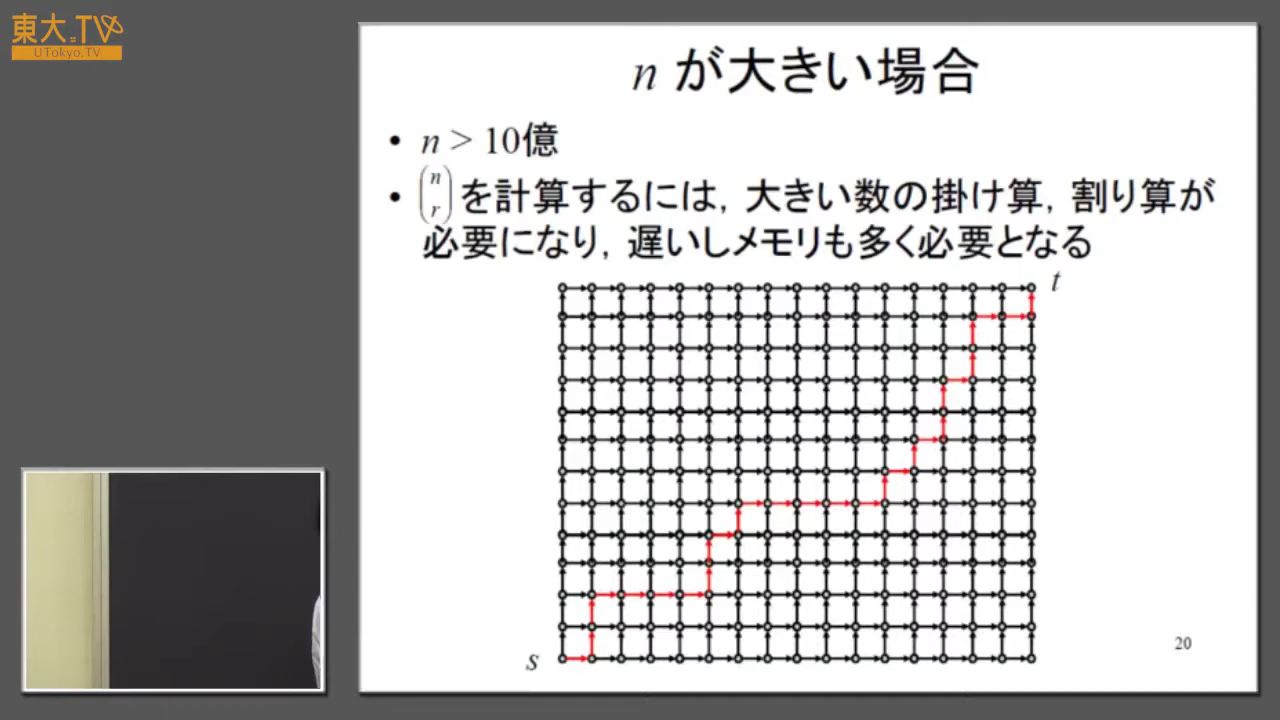 東大.TV
UTokyo.TV
n が大きい場合
• n > 10億
• (n r) を計算するには, 大きい数の掛け算, 割り算が
必要になり, 遅いしメモリも多く必要となる
t
s
20